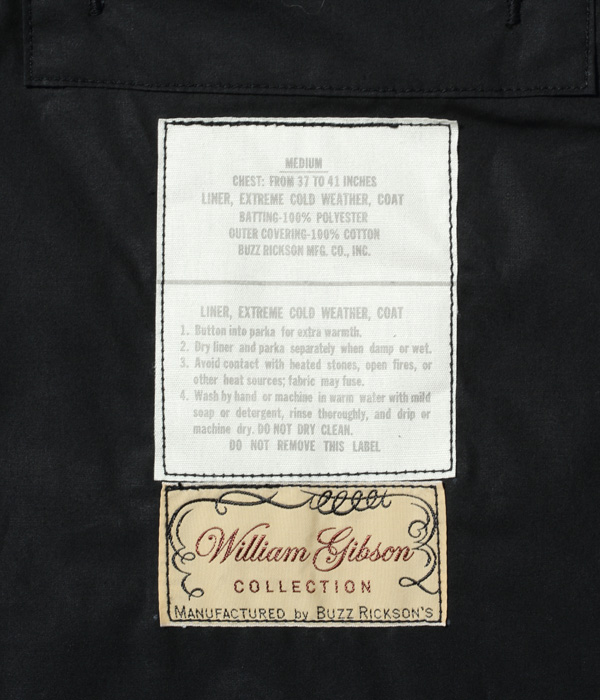 MEDIUM
CHEST: FROM 37 TO 41 INCHES
LINER, EXTREME COLD WEATHER, COAT
BATTING-100% POLYESTER
OUTER COVERING-100% COTTON
BUZZ RICKSON MFG. CO., INC.
LINER, EXTREME COLD WEATHER, COAT
1. Button into parka for extra warmth.
2. Dry liner and parka separately when damp or wet.
3. Avoid contact with heated stones, open fires, or
other heat sources; fabric may fuse.
4. Wash by hand or machine in warm water with mild
soap or detergent, rinse thoroughly, and drip or
machine dry. DO NOT DRY CLEAN.
DO NOT REMOVE THIS LABEL
William Gibson
COLLECTION
MANUFACTURED by BUZZ RICKSON'S